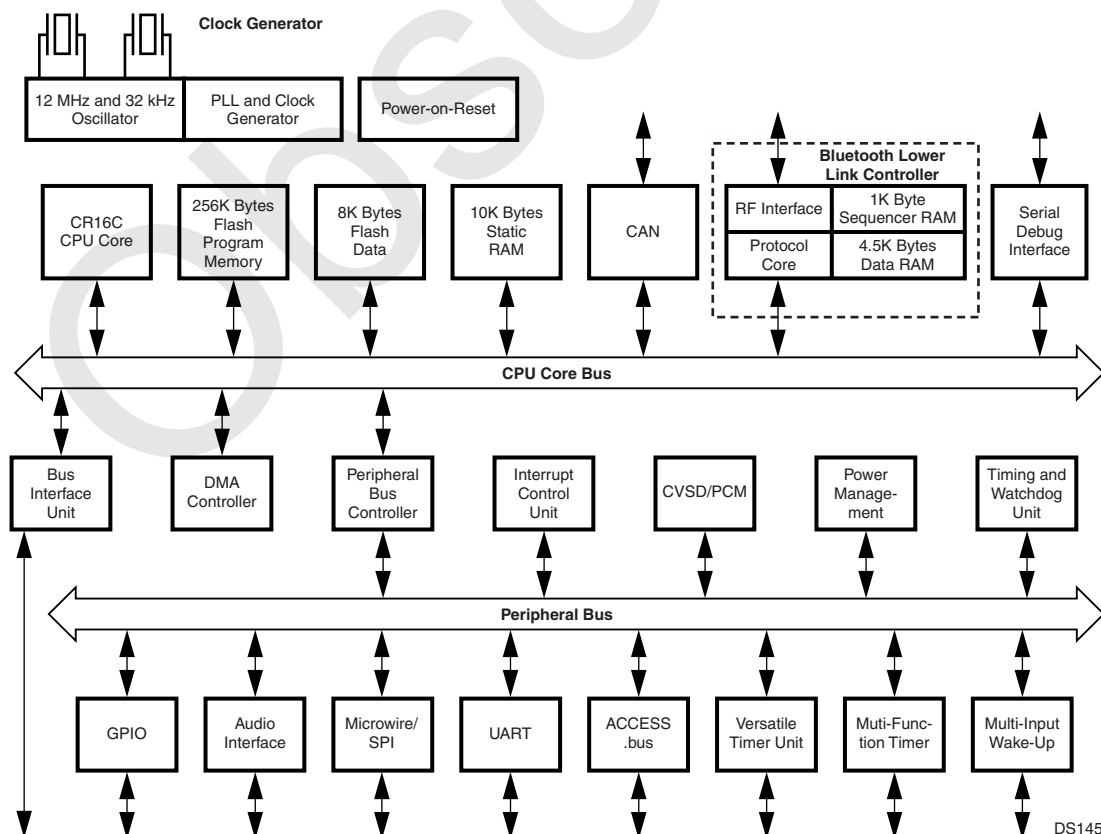 Clock Generator
12 MHz and 32 kHz
Oscillator
PLL and Clock
Generator
Power-on-Reset
Bluetooth Lower
Link Controller
CR16C
CPU Core
256K Bytes
Flash
Program
Memory
8K Bytes
Flash
Data
10K Bytes
Static
RAM
CAN
RF Interface
1K Byte
Sequencer RAM
Protocol
Core
4.5K Bytes
Data RAM
Serial
Debug
Interface
CPU Core Bus
Bus
Interface
Unit
DMA
Controller
Peripheral
Bus
Controller
Interrupt
Control
Unit
CVSD/PCM
Power
Manage-
ment
Timing and
Watchdog
Unit
Peripheral Bus
GPIO
Audio
Interface
Microwire/
SPI
UART
ACCESS
.bus
Versatile
Timer Unit
Muti-Func-
tion Timer
Multi-Input
Wake-Up
DS145
Obso